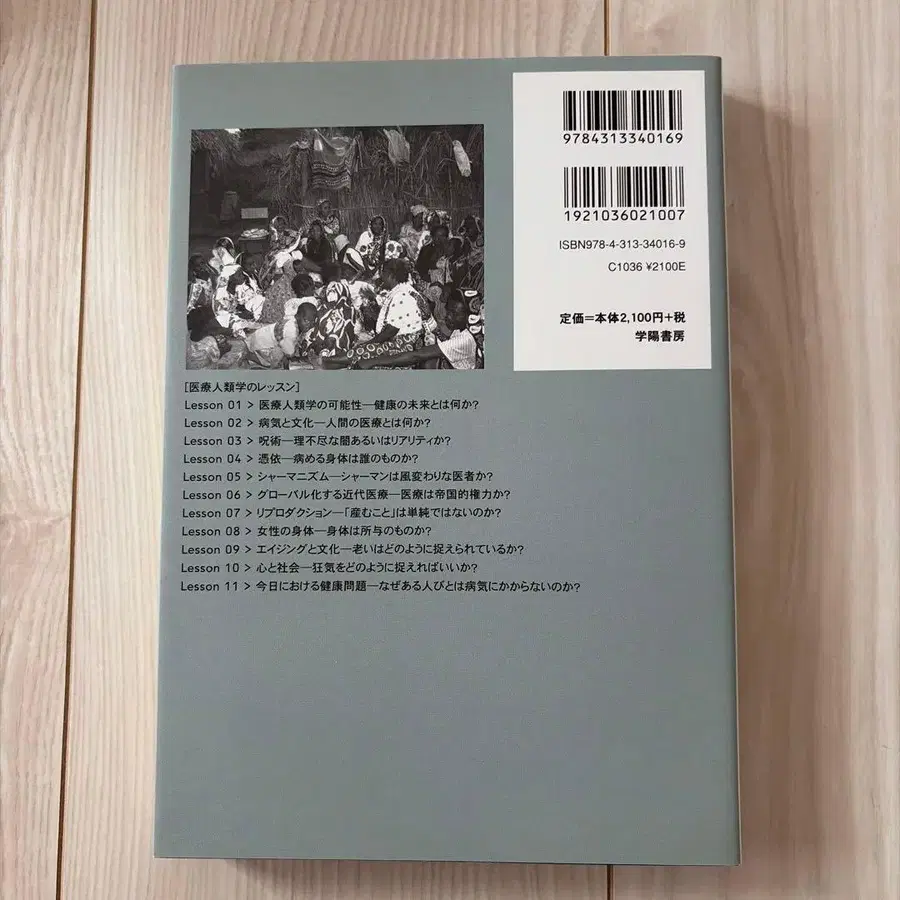 9784313340169
1921036021007
ISBN978-4-313-34016-9
C1036 ¥2100E
定価=本体2,100円+税
学陽書房
[医療人類学のレッスン]
Lesson 01 > 医療人類学の可能性—健康の未来とは何か?
Lesson 02 > 病気と文化—人間の医療とは何か?
Lesson 03 > 呪術—理不尽な闇あるいはリアリティか?
Lesson 04 > 憑依—病める身体は誰のものか?
Lesson 05 > シャーマニズム—シャーマンは風変わりな医者か?
Lesson 06 > グローバル化する近代医療—医療は帝国的権力か?
Lesson 07 > リプロダクション—「産むこと」は単純ではないのか?
Lesson 08 > 女性の身体—身体は所与のものか?
Lesson 09 > エイジングと文化—老いはどのように捉えられているか?
Lesson 10 > 心と社会—狂気をどのように捉えればいいか?
Lesson 11 > 今日における健康問題—なぜある人びとは病気にかからないのか?